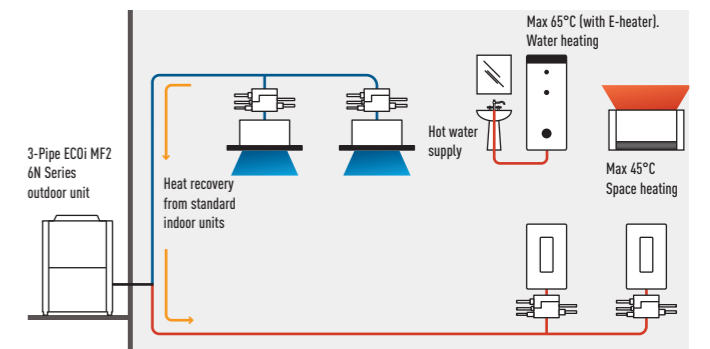 Max 65°C (with E-heater).
Water heating
3-Pipe ECOi MF2
6N Series
outdoor unit
Heat recovery
from standard
indoor units
Hot water
supply
Max 45°C
Space heating